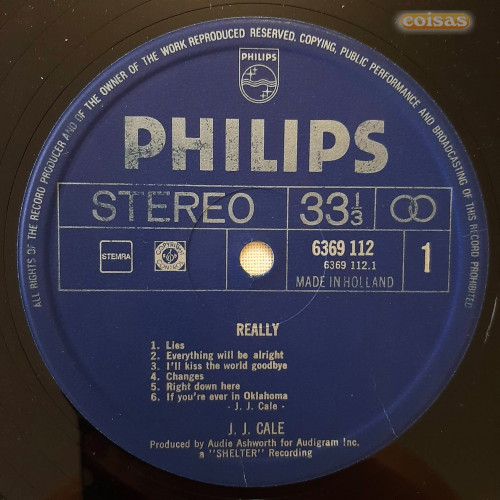 coisas
ALL RIGHTS OF THE RECORD PRODUCER AND OF THE OWNER OF THE WORK REPRODUCED RESERVED. COPYING, PUBLIC PERFORMANCE AND BROADCASTING OF THIS RECORD PROHIBITED
PHILIPS
PHILIPS
STEREO 33 1/3
6369 112
STEMRA 6369 112.1 1
MADE IN HOLLAND
REALLY
1. Lies
2. Everything will be alright
3. I'll kiss the world goodbye
4. Changes
5. Right down here
6. If you're ever in Oklahoma
- J. J. Cale -
J. J. CALE
Produced by Audie Ashworth for Audigram Inc.
a "SHELTER" Recording